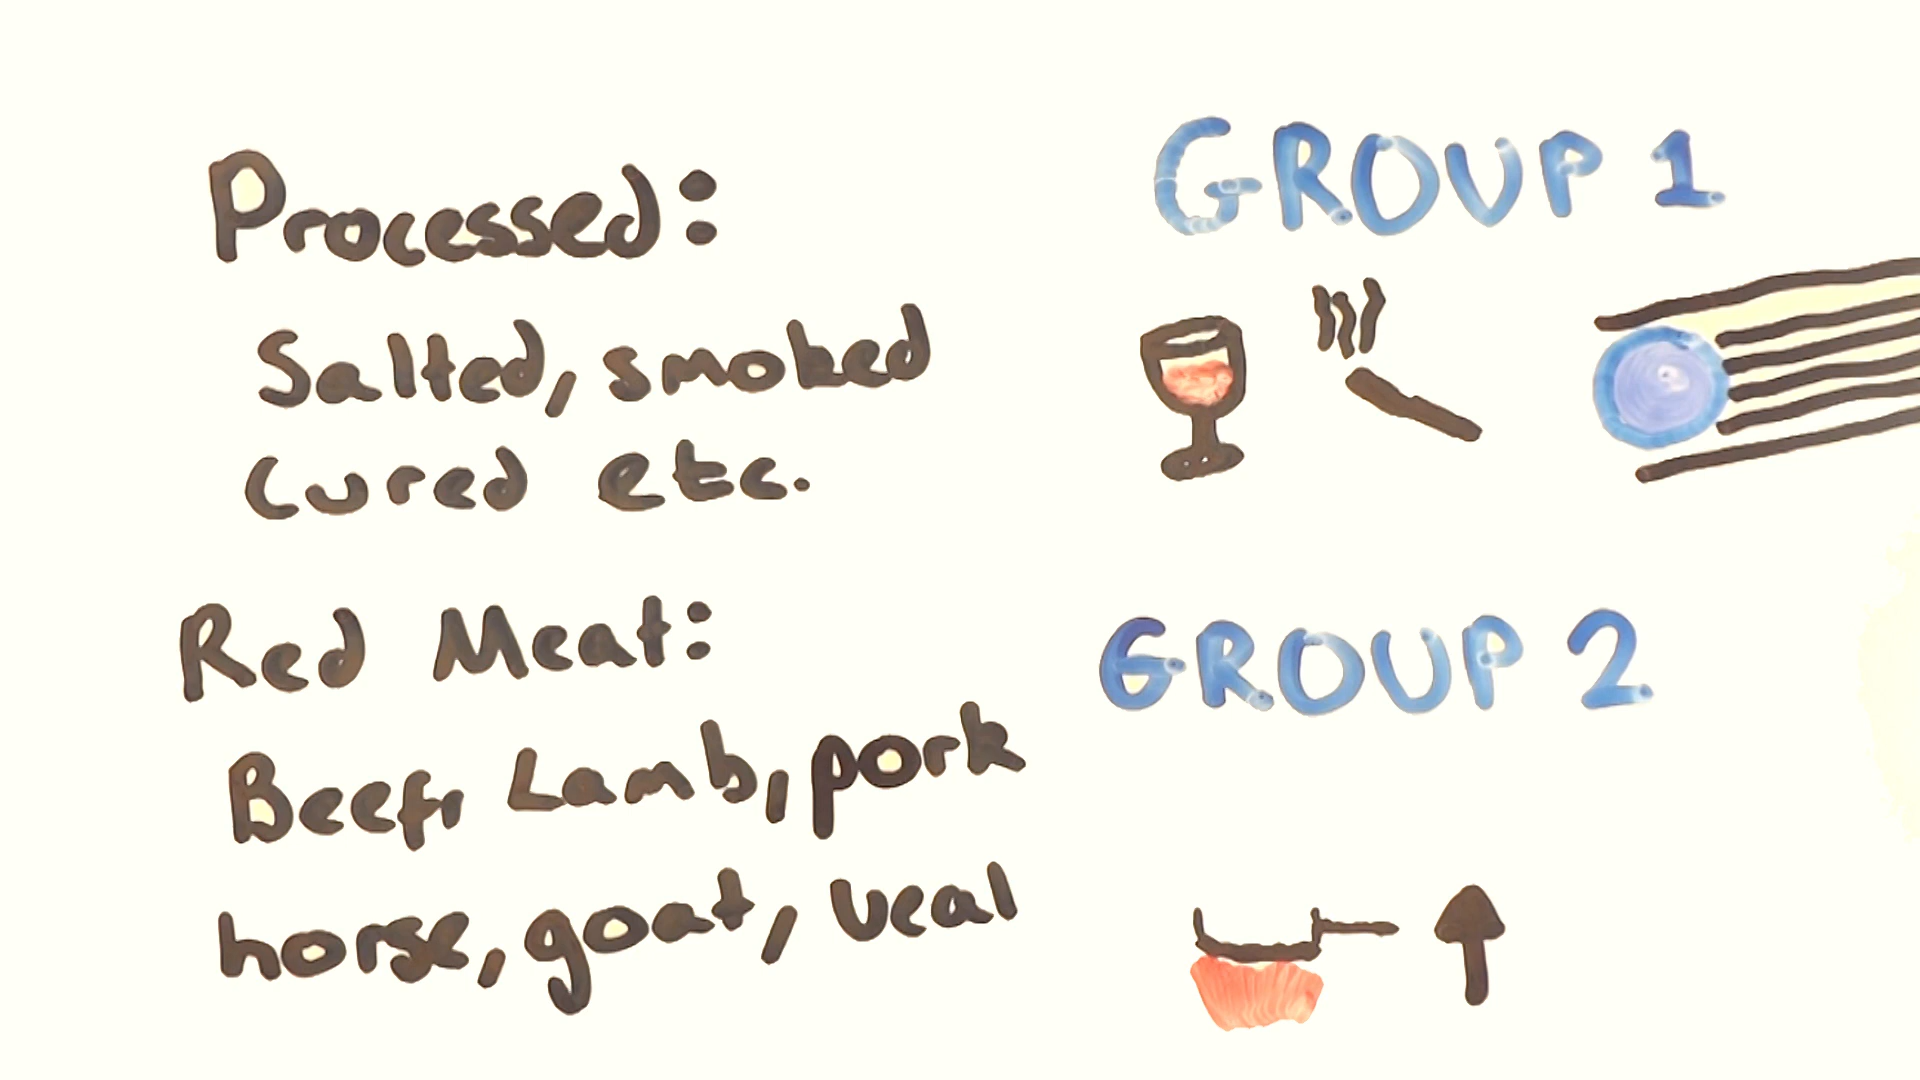 Processed:
Salted, smoked
Cured etc.
Red Meat:
Beef, Lamb, pork
horse, goat, veal
GROUP 1
GROUP 2